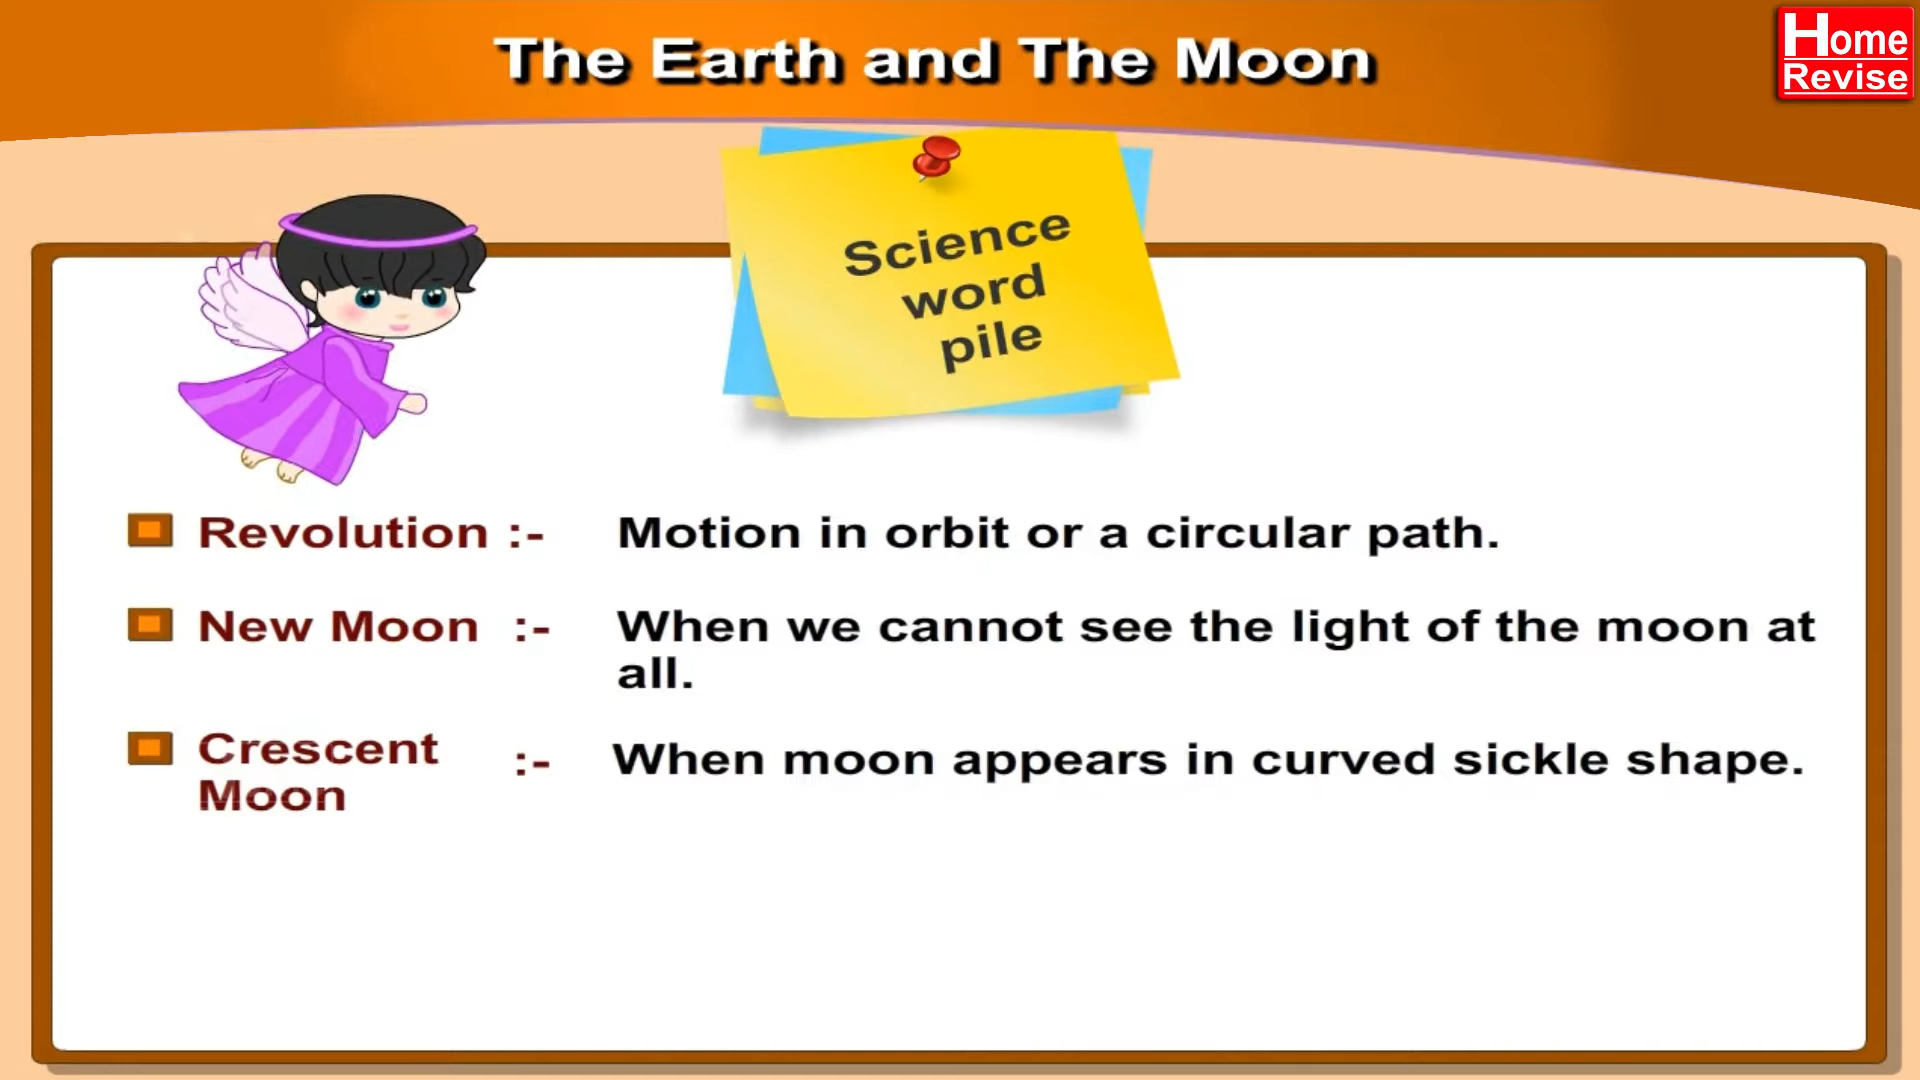 The Earth and The Moon
Home
Revise
Science
word
pile
Revolution :- Motion in orbit or a circular path.
New Moon :- When we cannot see the light of the moon at
all.
Crescent
Moon :- When moon appears in curved sickle shape.